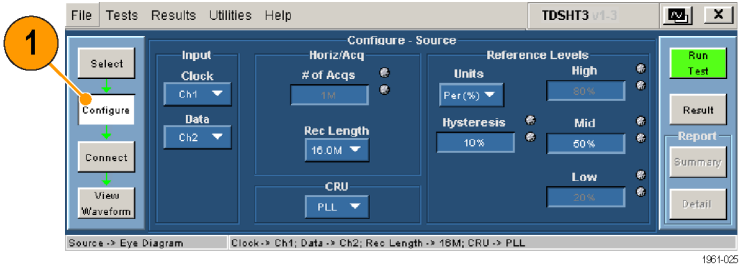 File Tests Results Utilities Help TDSHT3 v1.3 X
1
Configure - Source
Select
Configure
Connect
View
Waveform
Input
Clock
Ch1
Data
Ch2
Horiz/Acq
# of Acqs
1M
Rec Length
16.0M
CRU
PLL
Reference Levels
Units
Per(%)
Hysteresis
10%
High
80%
Mid
50%
Low
20%
Run
Test
Result
Report
Summary
Detail
Source -> Eye Diagram Clock-> Ch1; Data -> Ch2; Rec Length -> 16M; CRU -> PLL
1961-025